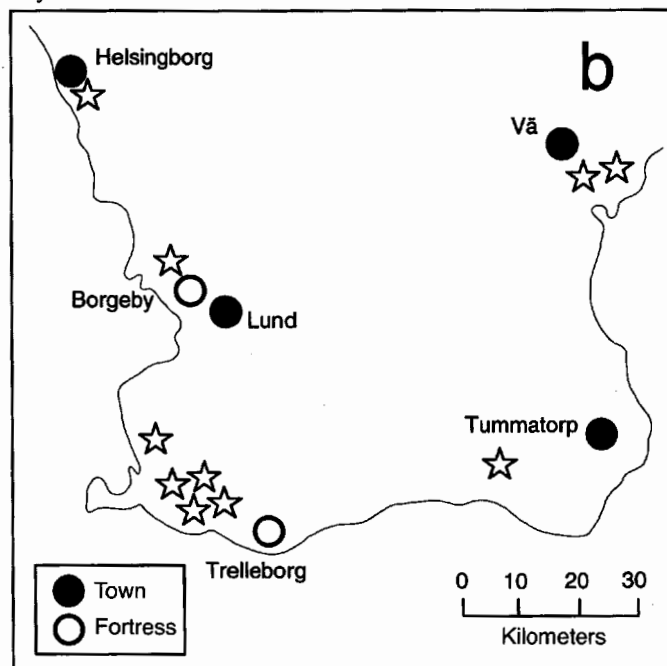 Helsingborg
b
Vä
Borgeby
Lund
Tummatorp
Trelleborg
Town
Fortress
0 10 20 30
Kilometers